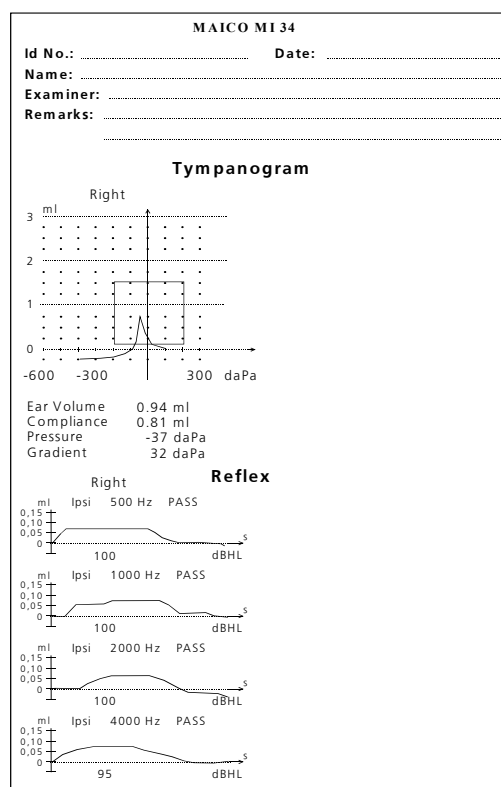 MAICO MI 34
Id No.: Date:
Name:
Examiner:
Remarks:
Tympanogram
Right
ml
3
2
1
0
-600 -300 300 daPa
Ear Volume 0.94 ml
Compliance 0.81 ml
Pressure -37 daPa
Gradient 32 daPa
Reflex
Right
ml Ipsi 500 Hz PASS
0,15
0,10
0,05
0 s
100 dBHL
ml Ipsi 1000 Hz PASS
0,15
0,10
0,05
0 s
100 dBHL
ml Ipsi 2000 Hz PASS
0,15
0,10
0,05
0 s
100 dBHL
ml Ipsi 4000 Hz PASS
0,15
0,10
0,05
0 s
95 dBHL